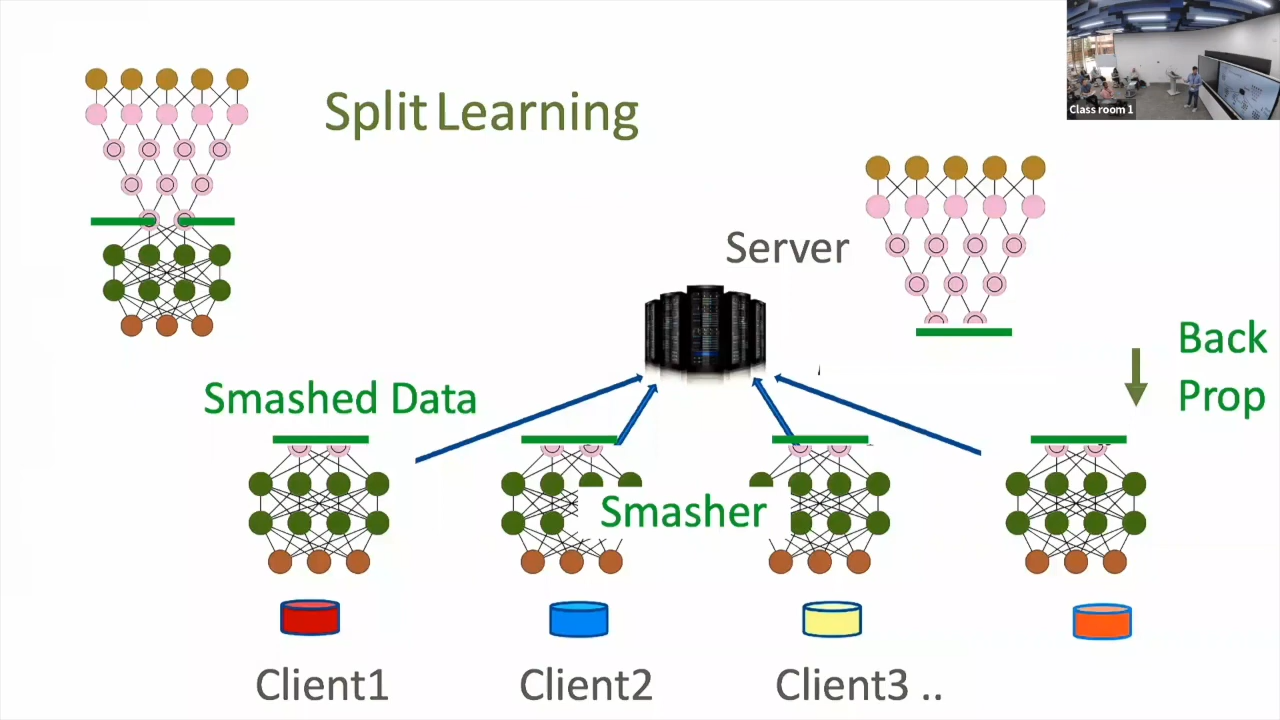 Class room 1
Split Learning
Server
Back
Prop
Smashed Data
Smasher
Client1
Client2
Client3 ..